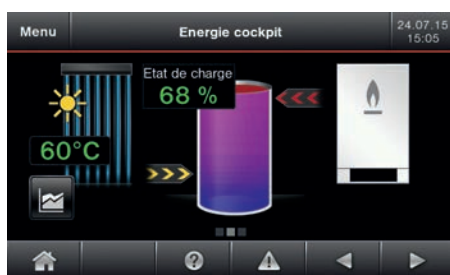 Menu
Energie cockpit
24.07.15
15:05
Etat de charge
68 %
60°C